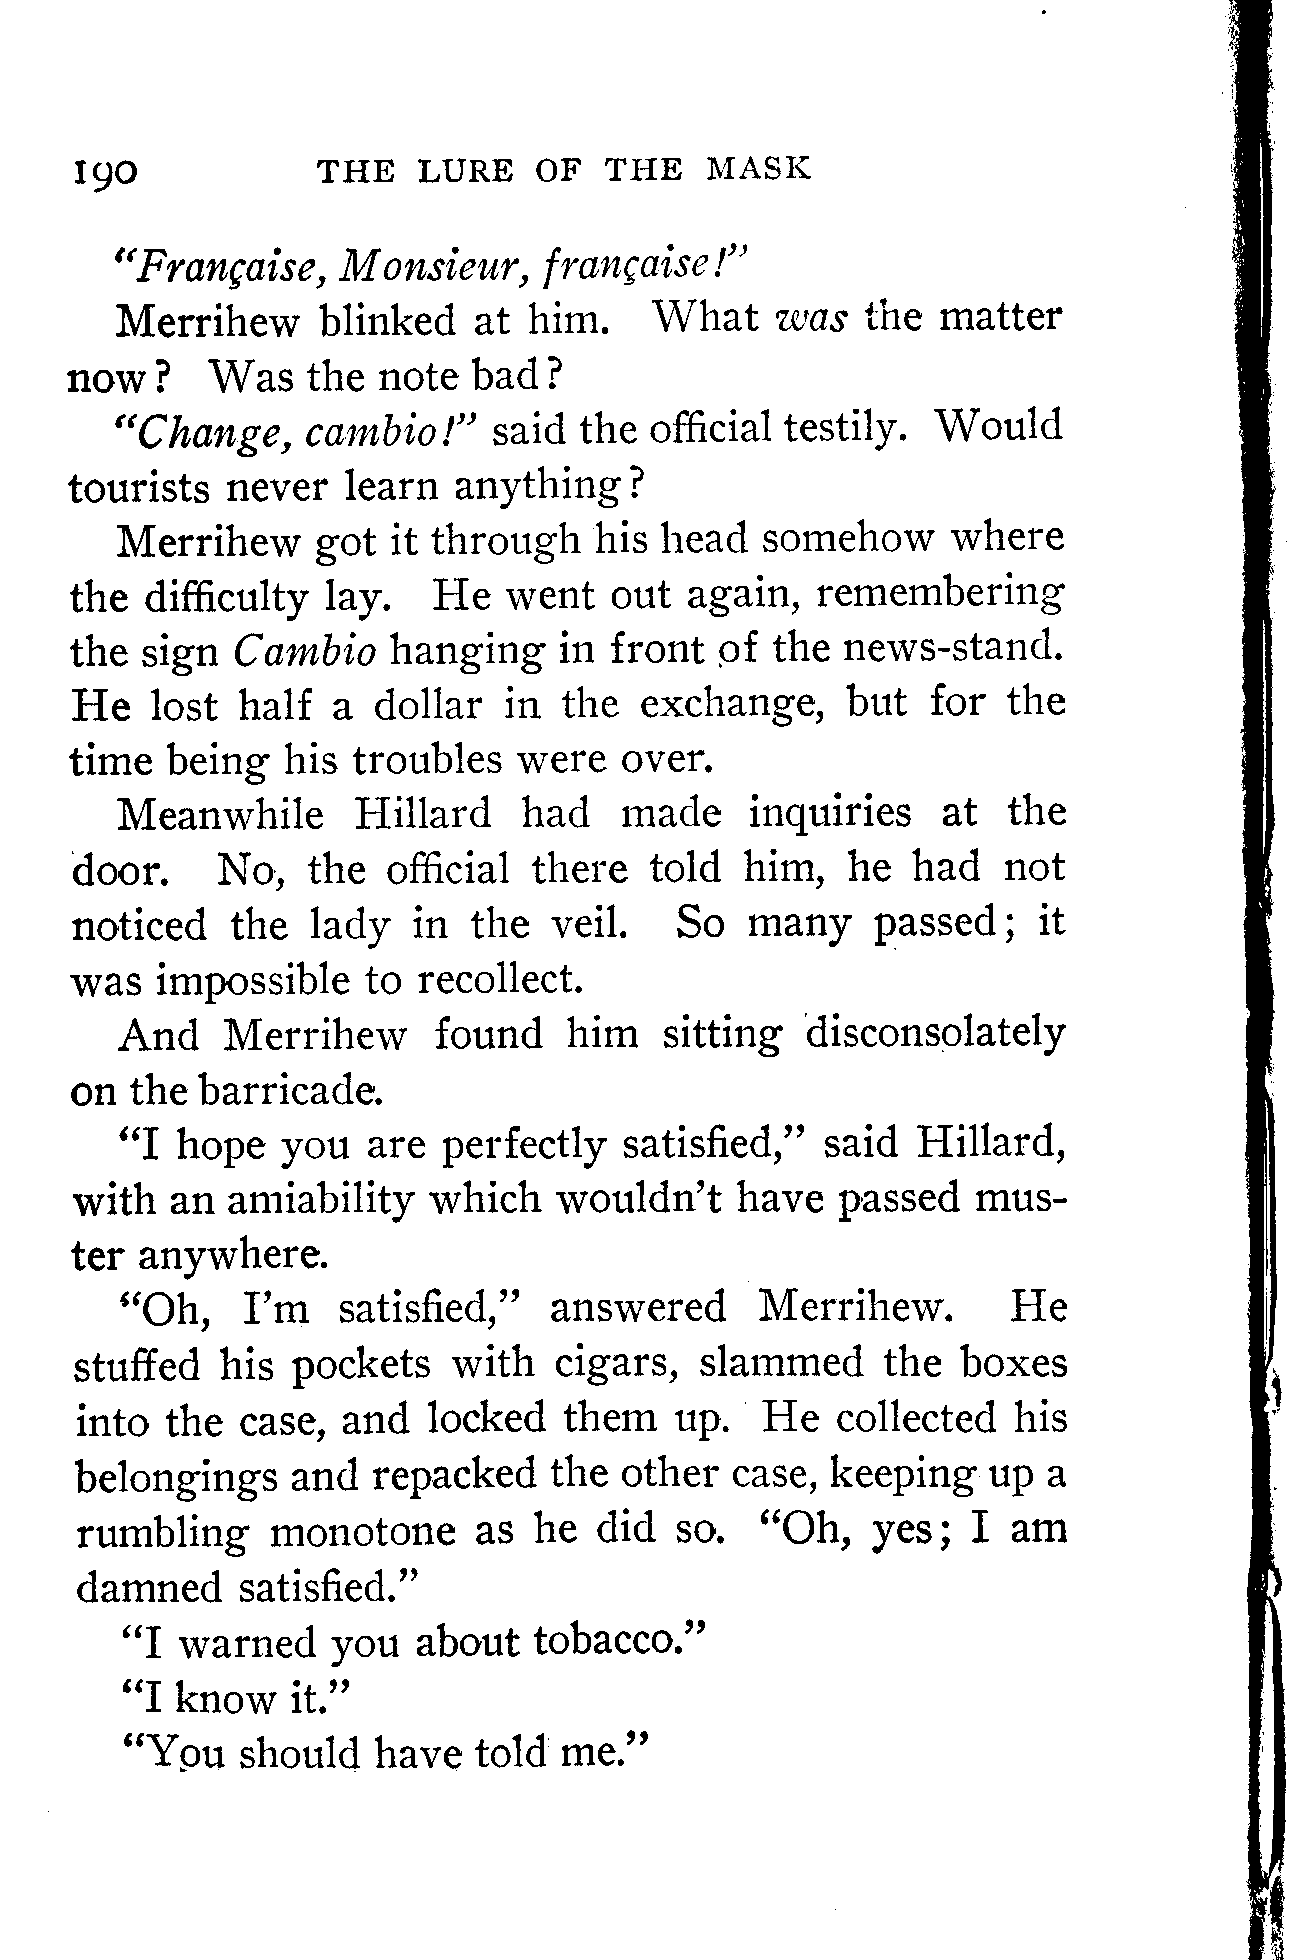 190 THE LURE OF THE MASK
“Française, Monsieur, française!”
Merrihew blinked at him. What was the matter
now? Was the note bad?
“Change, cambio!” said the official testily. Would
tourists never learn anything?
Merrihew got it through his head somehow where
the difficulty lay. He went out again, remembering
the sign Cambio hanging in front of the news-stand.
He lost half a dollar in the exchange, but for the
time being his troubles were over.
Meanwhile Hillard had made inquiries at the
door. No, the official there told him, he had not
noticed the lady in the veil. So many passed; it
was impossible to recollect.
And Merrihew found him sitting disconsolately
on the barricade.
“I hope you are perfectly satisfied,” said Hillard,
with an amiability which wouldn’t have passed mus-
ter anywhere.
“Oh, I’m satisfied,” answered Merrihew. He
stuffed his pockets with cigars, slammed the boxes
into the case, and locked them up. He collected his
belongings and repacked the other case, keeping up a
rumbling monotone as he did so. “Oh, yes; I am
damned satisfied.”
“I warned you about tobacco.”
“I know it.”
“You should have told me.”